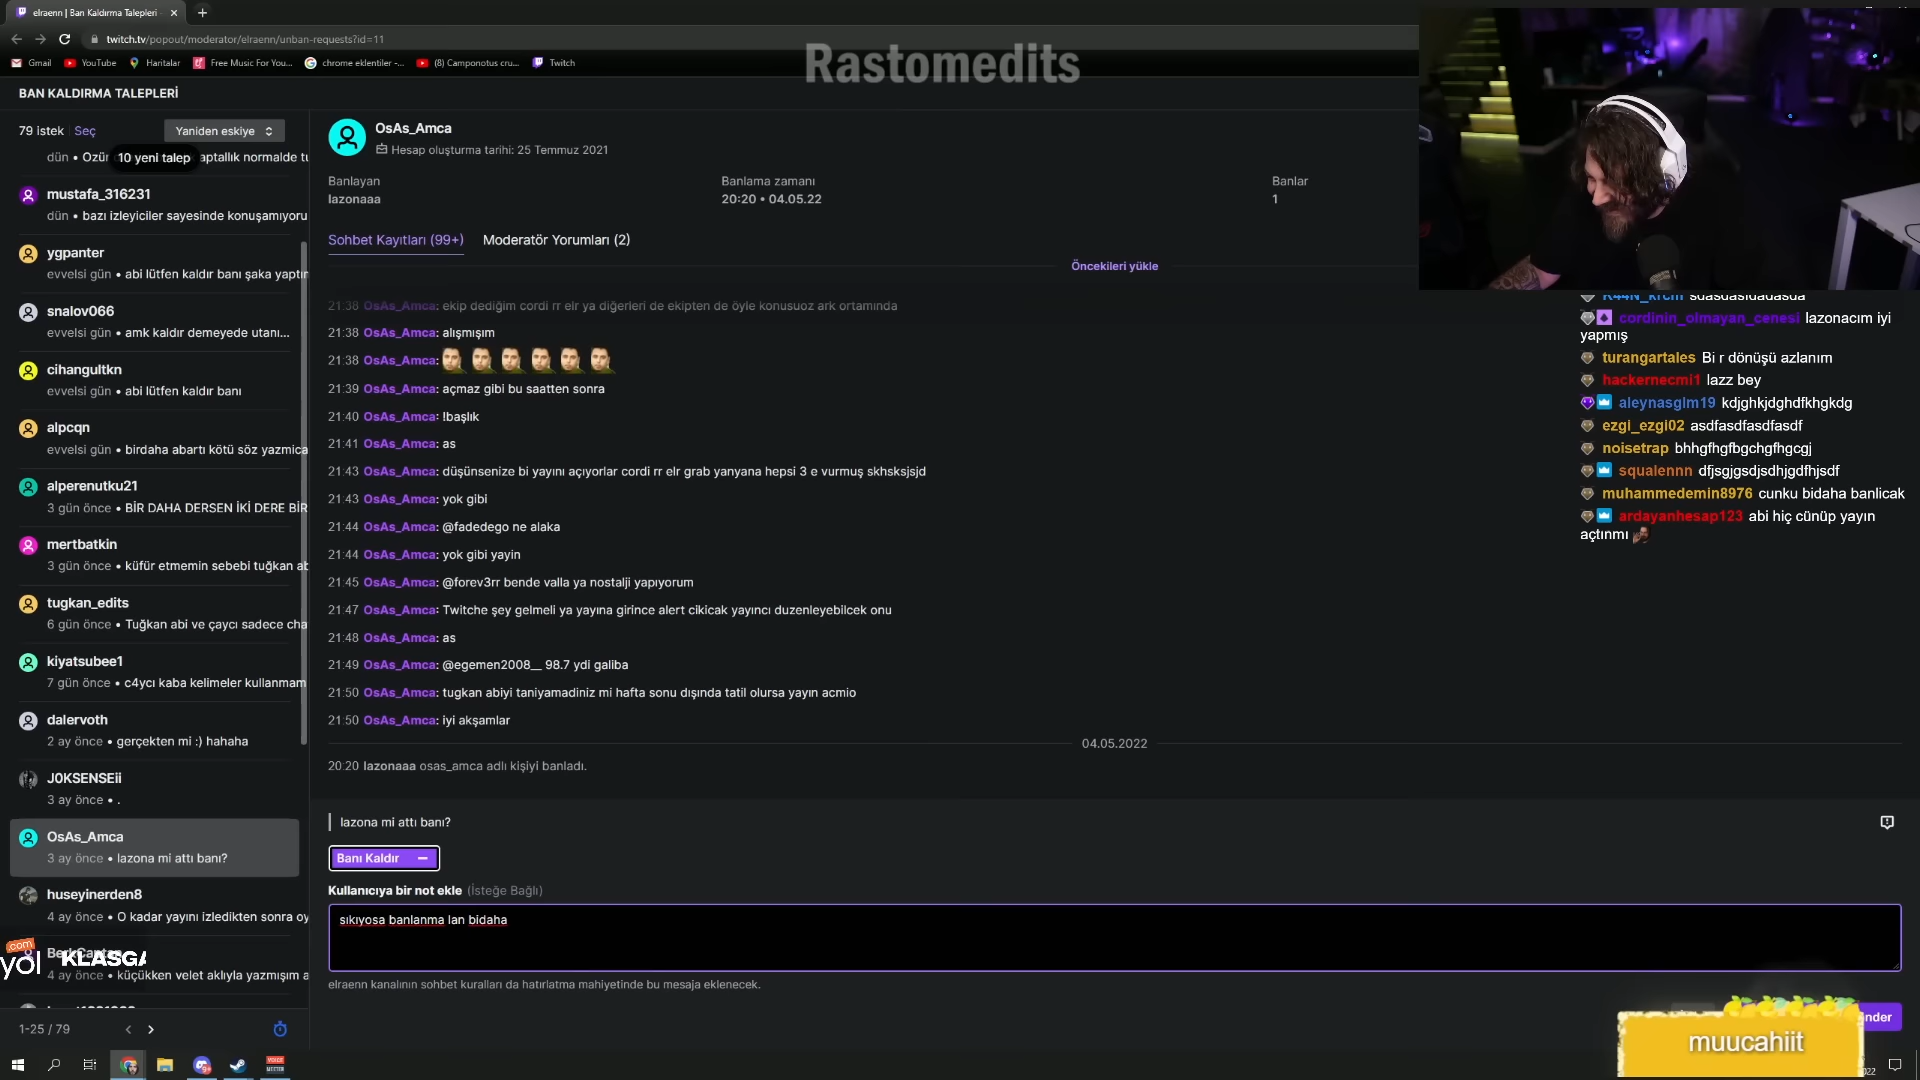 elraenn | Ban Kaldırma Talepleri
twitch.tv/popout/moderator/elraenn/unban-requests?id=11
Gmail
YouTube
Haritalar
Free Music For You...
chrome eklentiler -...
(8) Camponotus cru...
Twitch
Rastomedits
BAN KALDIRMA TALEPLERİ
79 istek
Seç
Yaniden eskiye
10 yeni talep
mustafa_316231
dün • bazı izleyiciler sayesinde konuşamıyoru
ygpanter
evvelsi gün • abi lütfen kaldır banı şaka yaptır
snalov066
evvelsi gün • amk kaldır demeyede utanı...
cihangultkn
evvelsi gün • abi lütfen kaldır banı
alpcqn
evvelsi gün • birdaha abartı kötü söz yazmica
alperenutku21
3 gün önce • BİR DAHA DERSEN İKİ DERE BİR
mertbatkin
3 gün önce • küfür etmemin sebebi tuğkan ab
tugkan_edits
6 gün önce • Tuğkan abi ve çaycı sadece cha
kiyatsubee1
7 gün önce • c4ycı kaba kelimeler kullanmam
dalervoth
2 ay önce • gerçekten mi :) hahaha
J0KSENSEii
3 ay önce • .
OsAs_Amca
3 ay önce • lazona mi attı banı?
huseyinerden8
4 ay önce • O kadar yayını izledikten sonra oy
4 ay önce • küçükken velet aklıyla yazmışım a
.com
yol
KLASGA
1-25 / 79
OsAs_Amca
Hesap oluşturma tarihi: 25 Temmuz 2021
Banlayan
lazonaaa
Banlama zamanı
20:20 • 04.05.22
Banlar
1
Sohbet Kayıtları (99+)
Moderatör Yorumları (2)
Öncekileri yükle
21:38 OsAs_Amca: ekip dediğim cordi rr elr ya diğerleri de ekipten de öyle konusuoz ark ortamında
21:38 OsAs_Amca: alışmışım
21:38 OsAs_Amca:
21:39 OsAs_Amca: açmaz gibi bu saatten sonra
21:40 OsAs_Amca: !başlık
21:41 OsAs_Amca: as
21:43 OsAs_Amca: düşünsenize bi yayını açıyorlar cordi rr elr grab yanyana hepsi 3 e vurmuş skhsksjsjd
21:43 OsAs_Amca: yok gibi
21:44 OsAs_Amca: @fadedego ne alaka
21:44 OsAs_Amca: yok gibi yayin
21:45 OsAs_Amca: @forev3rr bende valla ya nostalji yapıyorum
21:47 OsAs_Amca: Twitche şey gelmeli ya yayına girince alert cikicak yayıncı duzenleyebilcek onu
21:48 OsAs_Amca: as
21:49 OsAs_Amca: @egemen2008__ 98.7 ydi galiba
21:50 OsAs_Amca: tugkan abiyi taniyamadiniz mi hafta sonu dışında tatil olursa yayın acmio
21:50 OsAs_Amca: iyi akşamlar
04.05.2022
20:20 lazonaaa osas_amca adlı kişiyi banladı.
lazona mi attı banı?
Banı Kaldır
Kullanıcıya bir not ekle (İsteğe Bağlı)
sıkıyosa banlanma lan bidaha
elraenn kanalının sohbet kuralları da hatırlatma mahiyetinde bu mesaja eklenecek.
cordinin_olmayan_cenesi lazonacım iyi
yapmış
turangartales Bi r dönüşü azlanım
hackernecmi1 lazz bey
aleynasglm19 kdjghkjdghdfkhgkdg
ezgi_ezgi02 asdfasdfasdfasdf
noisetrap bhhgfhgfbgchgfhgcgj
squalennn dfjsgjgsdjsdhjgdfhjsdf
muhammedemin8976 cunku bidaha banlicak
ardayanhesap123 abi hiç cünüp yayın
açtınmı
nder
muucahiit